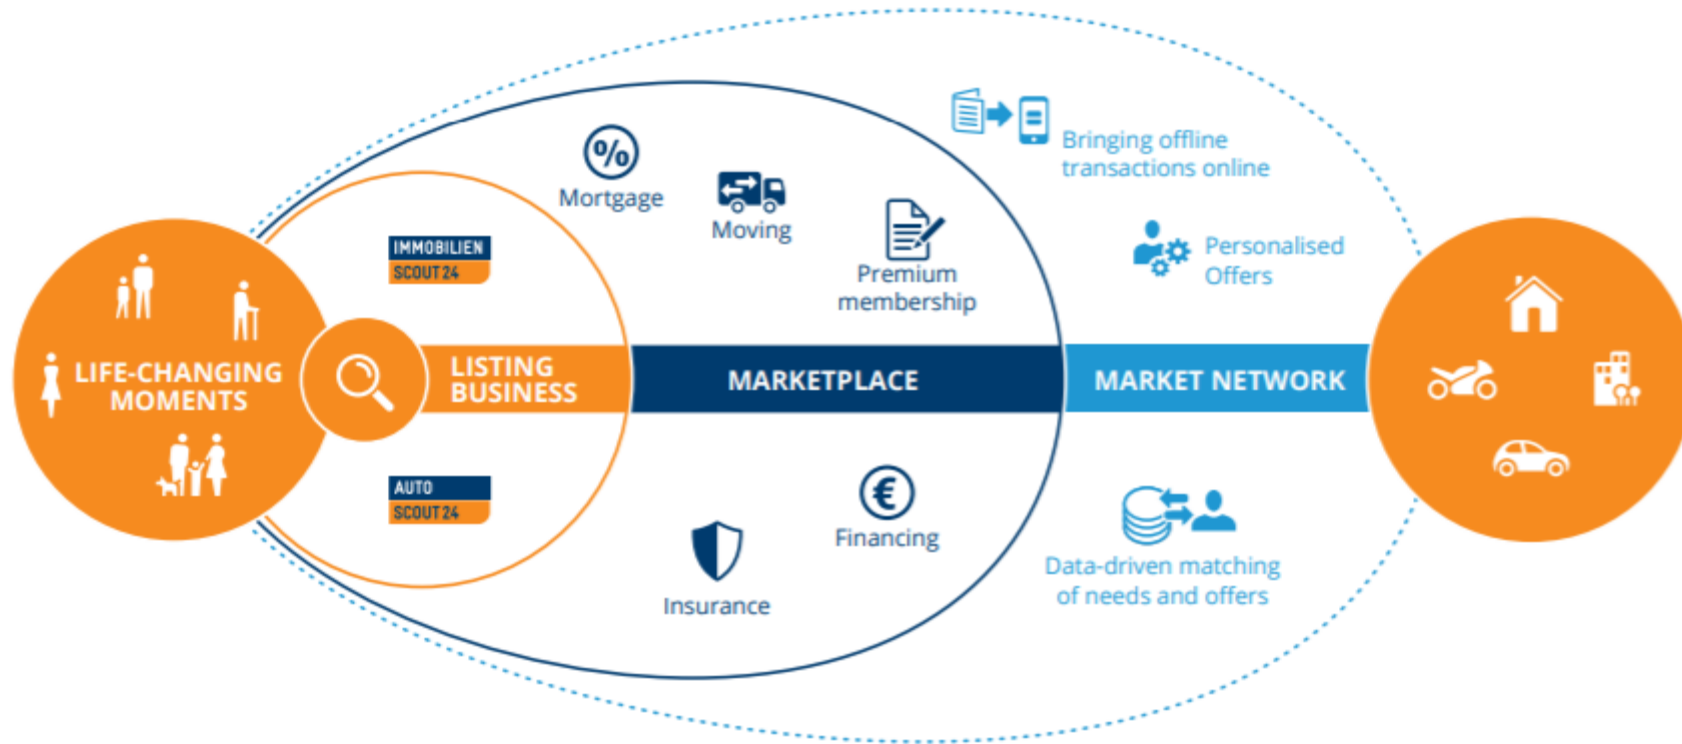 LIFE-CHANGING
MOMENTS
IMMOBILIEN
SCOUT24
AUTO
SCOUT24
LISTING
BUSINESS
%
Mortgage
Moving
Premium
membership
MARKETPLACE
Insurance
€
Financing
Bringing offline
transactions online
Personalised
Offers
MARKET NETWORK
Data-driven matching
of needs and offers